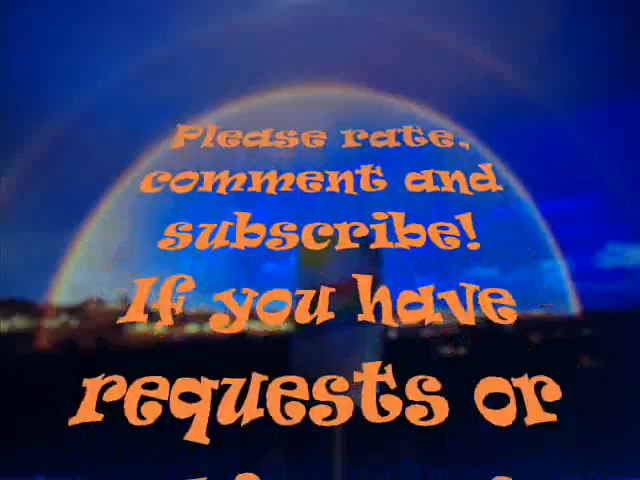 Please rate,
comment and
subscribe!
If you have
requests or